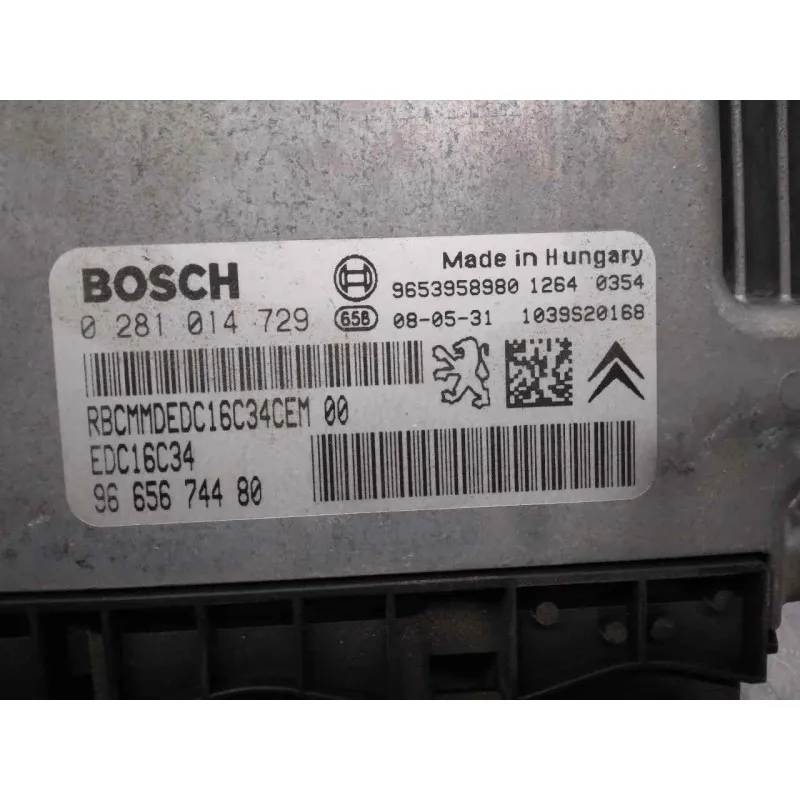 BOSCH
Made in Hungary
9653958980 1264 0354
0 281 014 729
65B 08-05-31 1039S20168
RBCMMDEDC16C34CEM 00
EDC16C34
96 656 744 80